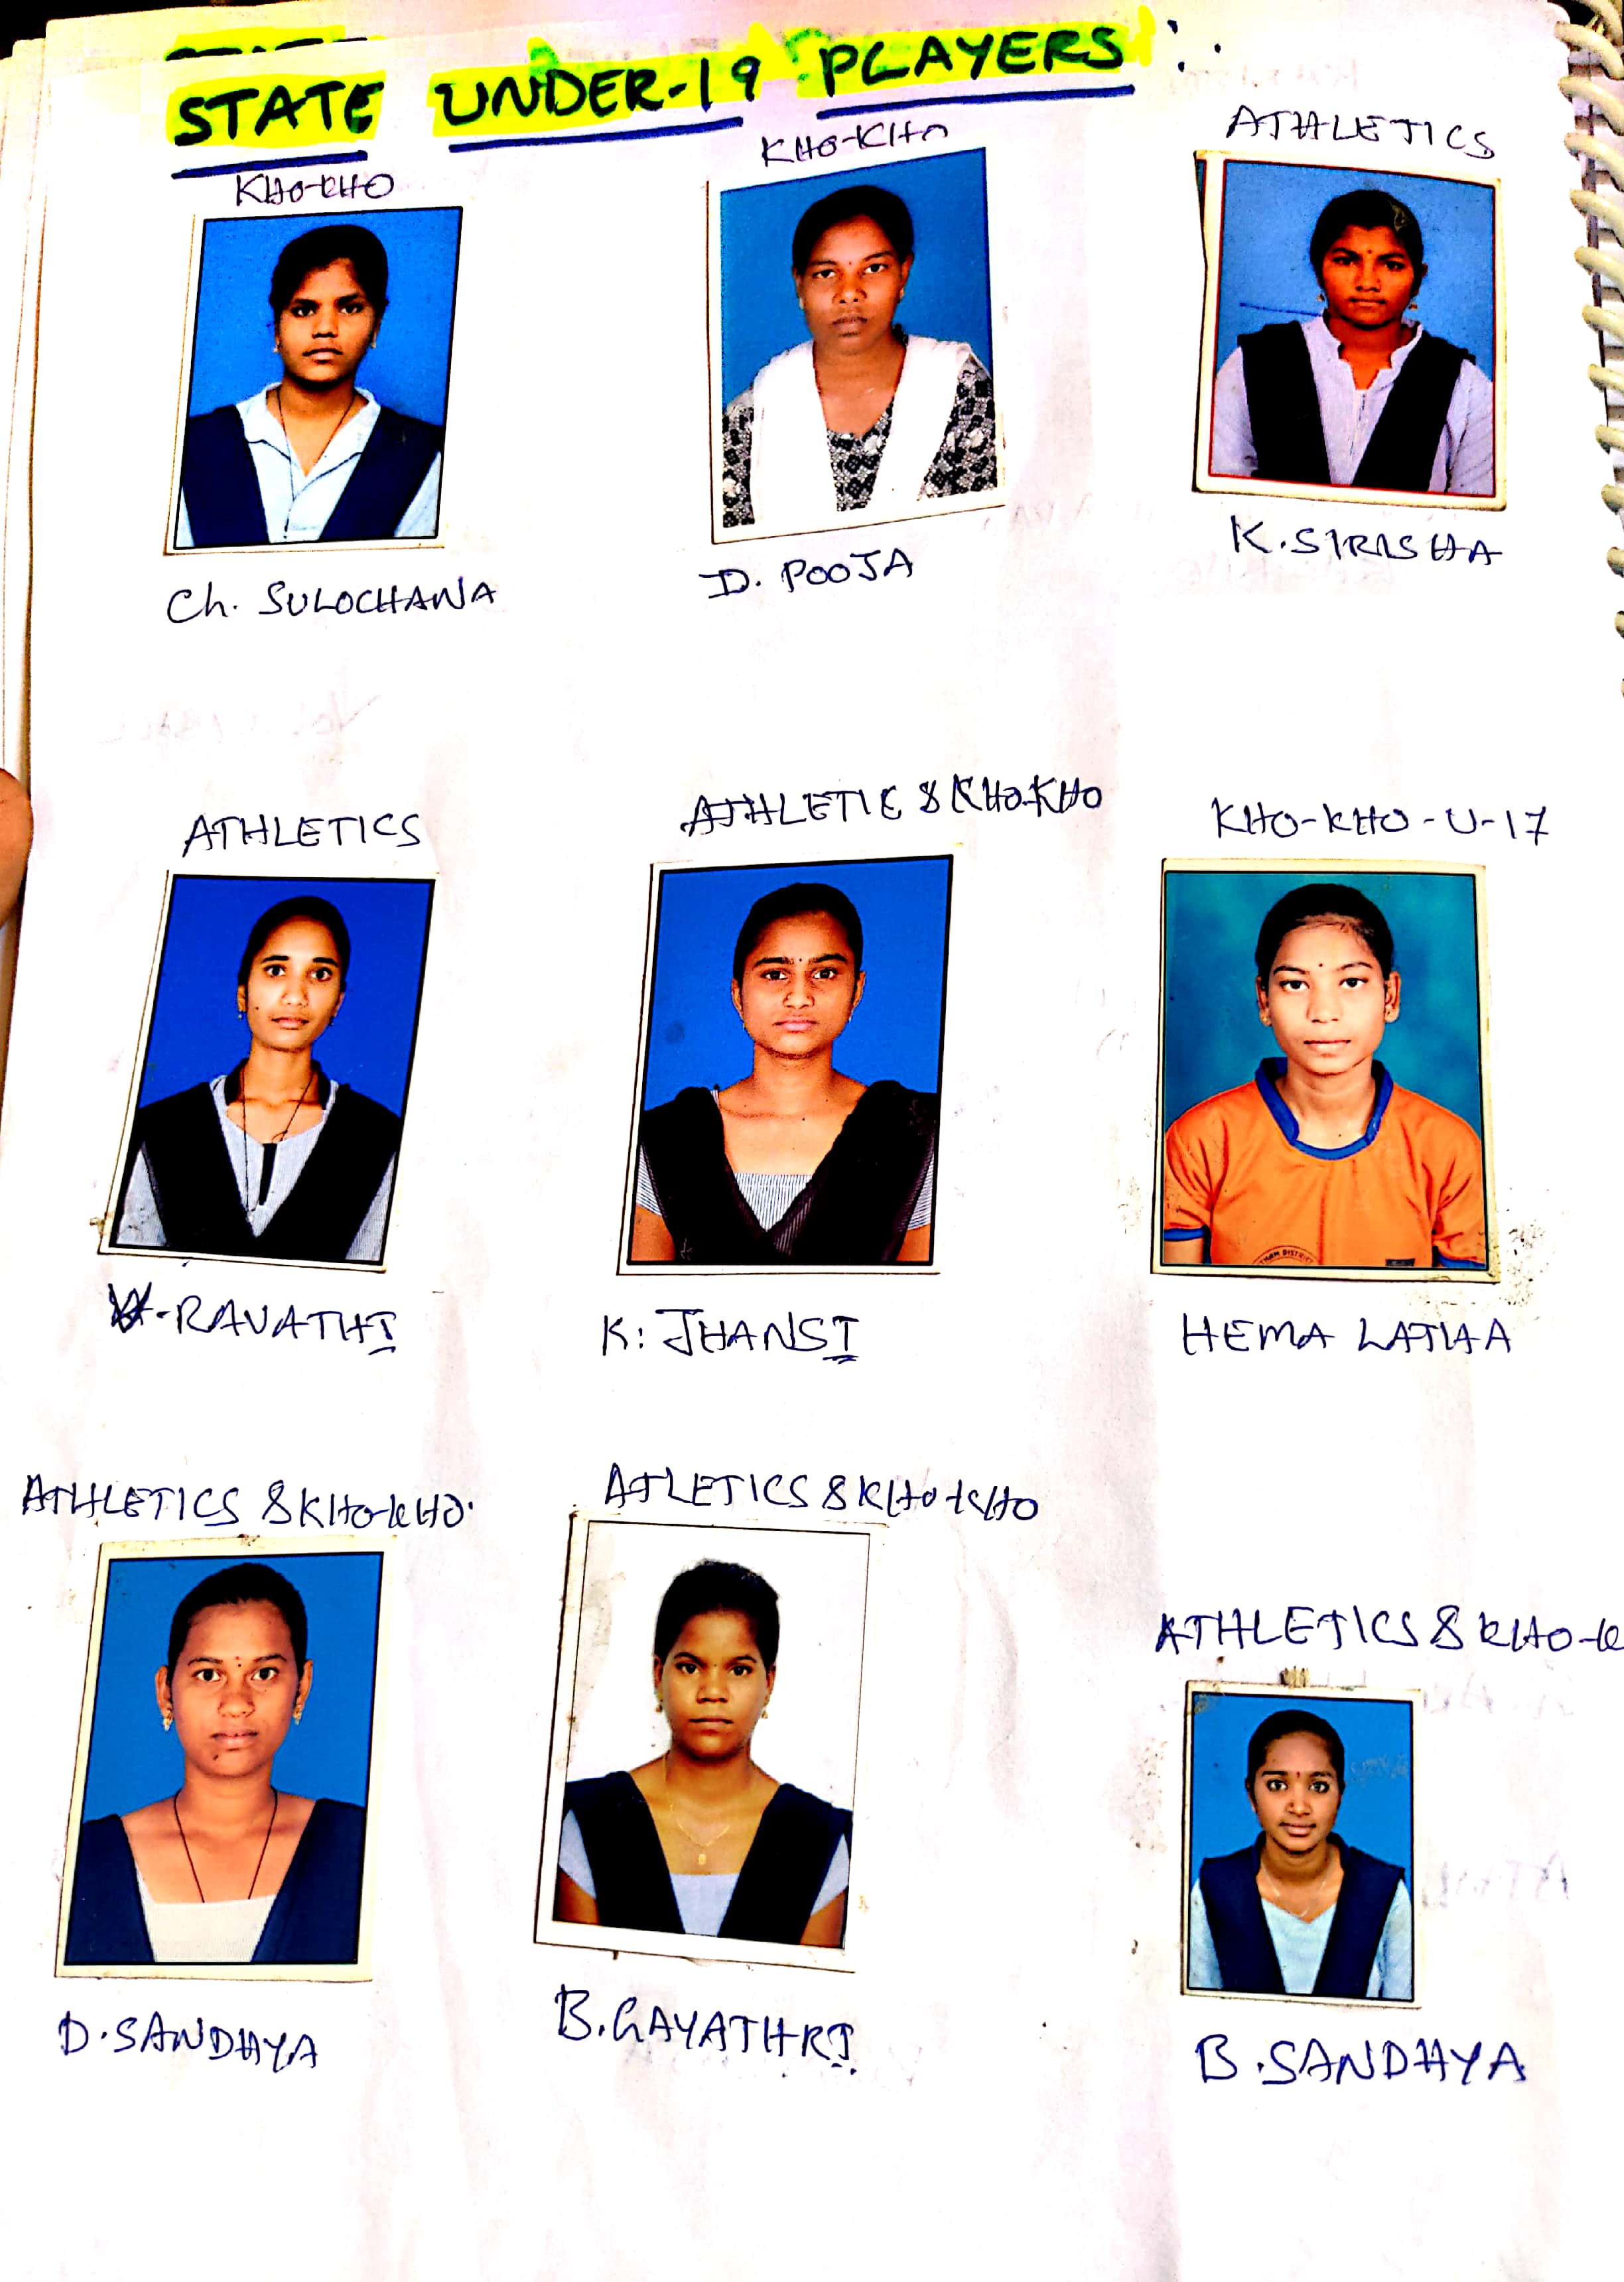 STATE UNDER-19 PLAYERS :
KHO-KHO
KHO-KHO
ATHLETICS
Ch. SULOCHANA
D. POOJA
K. SIRISHA
ATHLETICS
ATHLETIC & KHO-KHO
KHO-KHO-U-17
DISTRICT
RAVATHI
K: JHANSI
HEMA LATHA
ATHLETICS & KHO-KHO.
ATLETICS & KHO-KHO
ATHLETICS & KHO-K
D. SANDHYA
B. GAYATHRI
B. SANDHYA